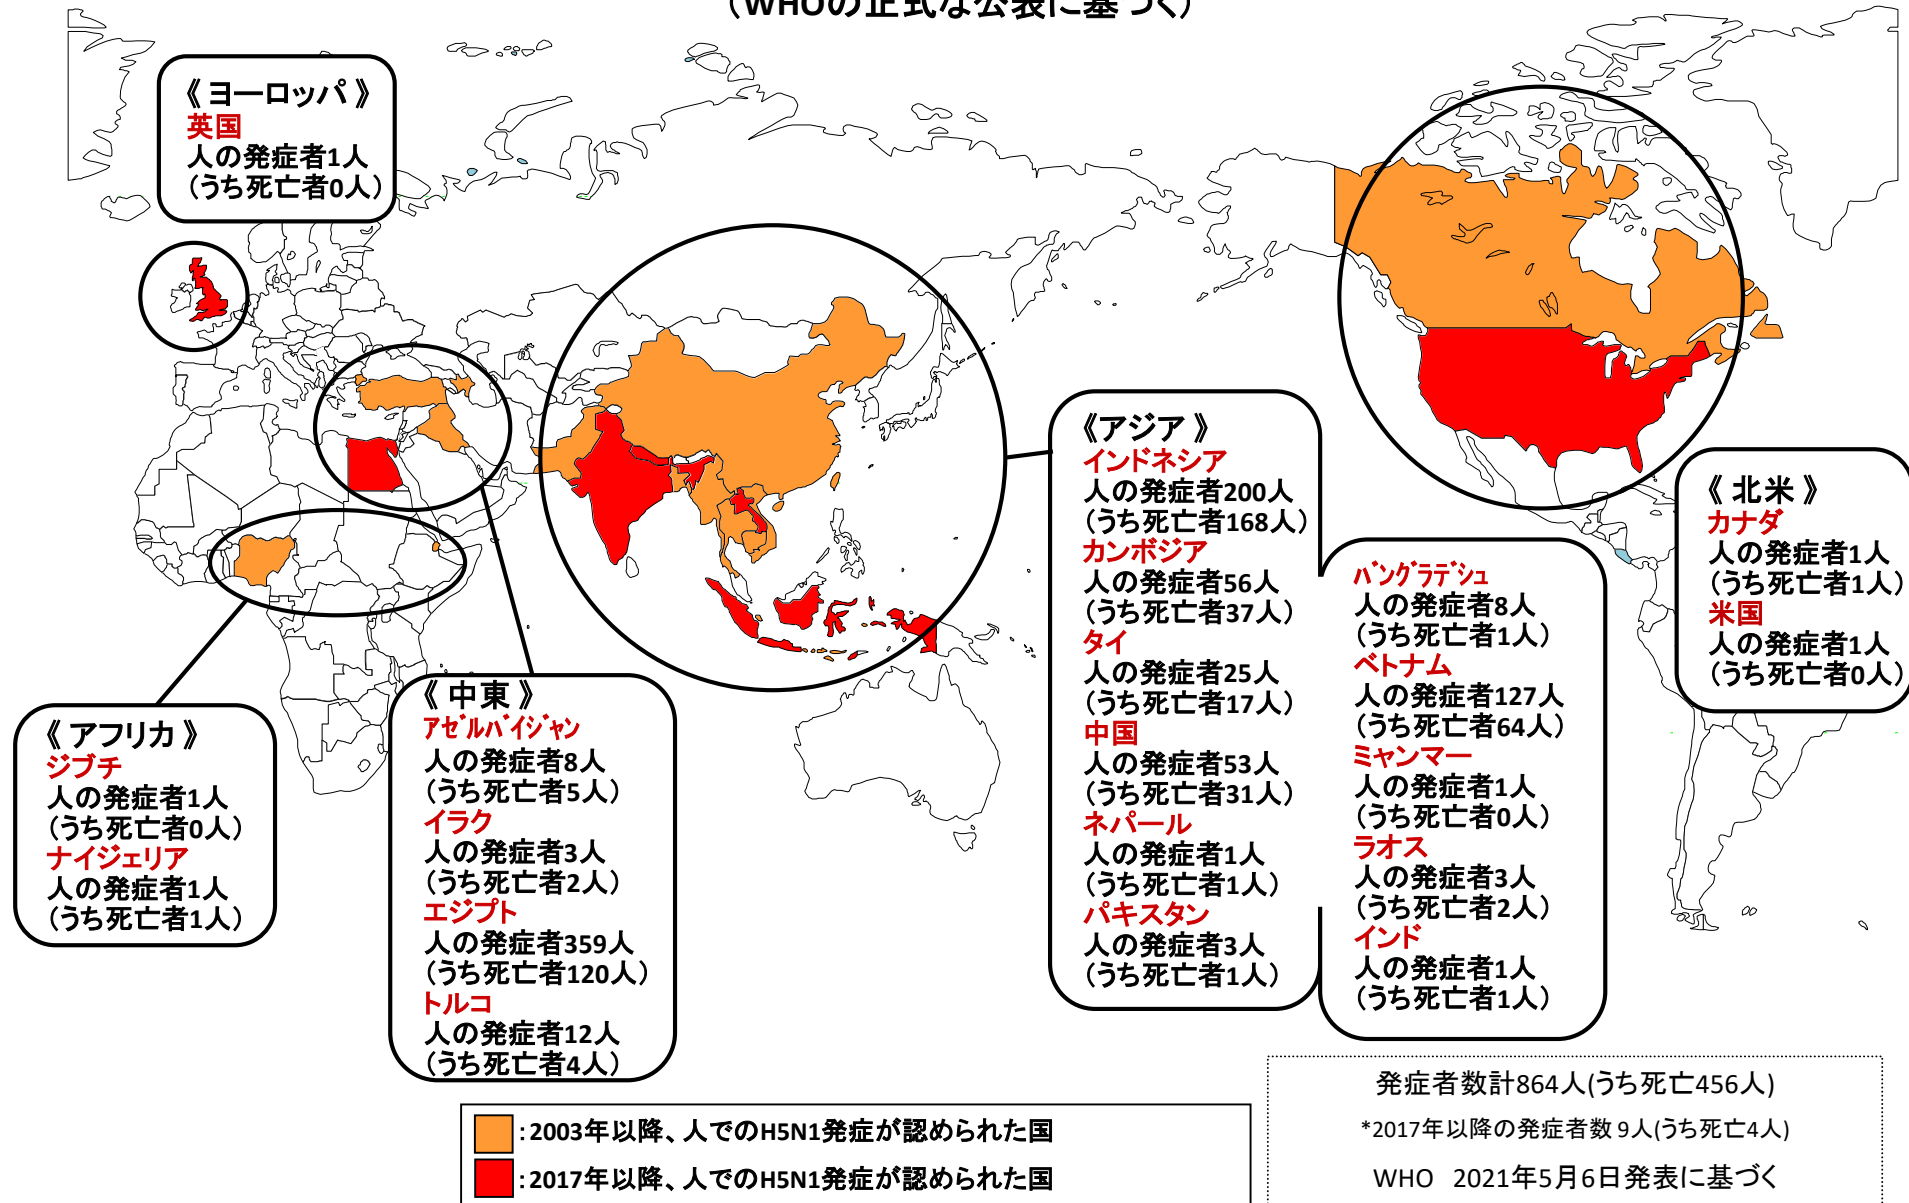 (WHOの正式な公表に基づく)
《ヨーロッパ》
英国
人の発症者1人
(うち死亡者0人)
《アジア》
インドネシア
人の発症者200人
(うち死亡者168人)
カンボジア
人の発症者56人
(うち死亡者37人)
タイ
人の発症者25人
(うち死亡者17人)
中国
人の発症者53人
(うち死亡者31人)
ネパール
人の発症者1人
(うち死亡者1人)
パキスタン
人の発症者3人
(うち死亡者1人)
バングラデシュ
人の発症者8人
(うち死亡者1人)
ベトナム
人の発症者127人
(うち死亡者64人)
ミャンマー
人の発症者1人
(うち死亡者0人)
ラオス
人の発症者3人
(うち死亡者2人)
インド
人の発症者1人
(うち死亡者1人)
《北米》
カナダ
人の発症者1人
(うち死亡者1人)
米国
人の発症者1人
(うち死亡者0人)
《アフリカ》
ジブチ
人の発症者1人
(うち死亡者0人)
ナイジェリア
人の発症者1人
(うち死亡者1人)
《中東》
アゼルバイジャン
人の発症者8人
(うち死亡者5人)
イラク
人の発症者3人
(うち死亡者2人)
エジプト
人の発症者359人
(うち死亡者120人)
トルコ
人の発症者12人
(うち死亡者4人)
:2003年以降、人でのH5N1発症が認められた国
:2017年以降、人でのH5N1発症が認められた国
発症者数計864人(うち死亡456人)
*2017年以降の発症者数 9人(うち死亡4人)
WHO 2021年5月6日発表に基づく